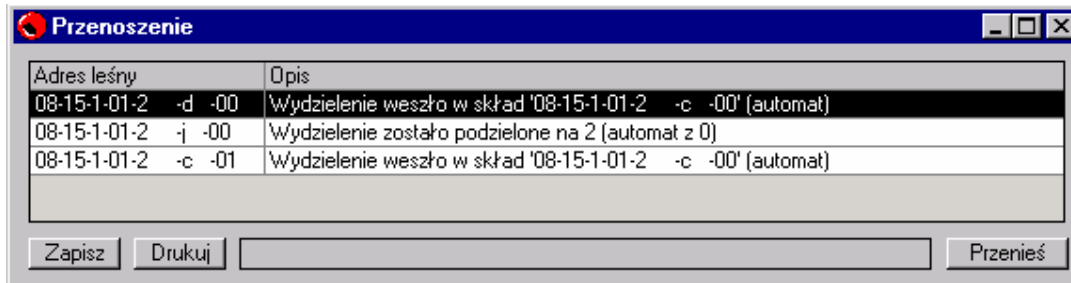 Przenoszenie
Adres leśny Opis
08-15-1-01-2 -d -00 Wydzielenie weszło w skład '08-15-1-01-2 -c -00' (automat)
08-15-1-01-2 -j -00 Wydzielenie zostało podzielone na 2 (automat z 0)
08-15-1-01-2 -c -01 Wydzielenie weszło w skład '08-15-1-01-2 -c -00' (automat)
Zapisz Drukuj Przenieś